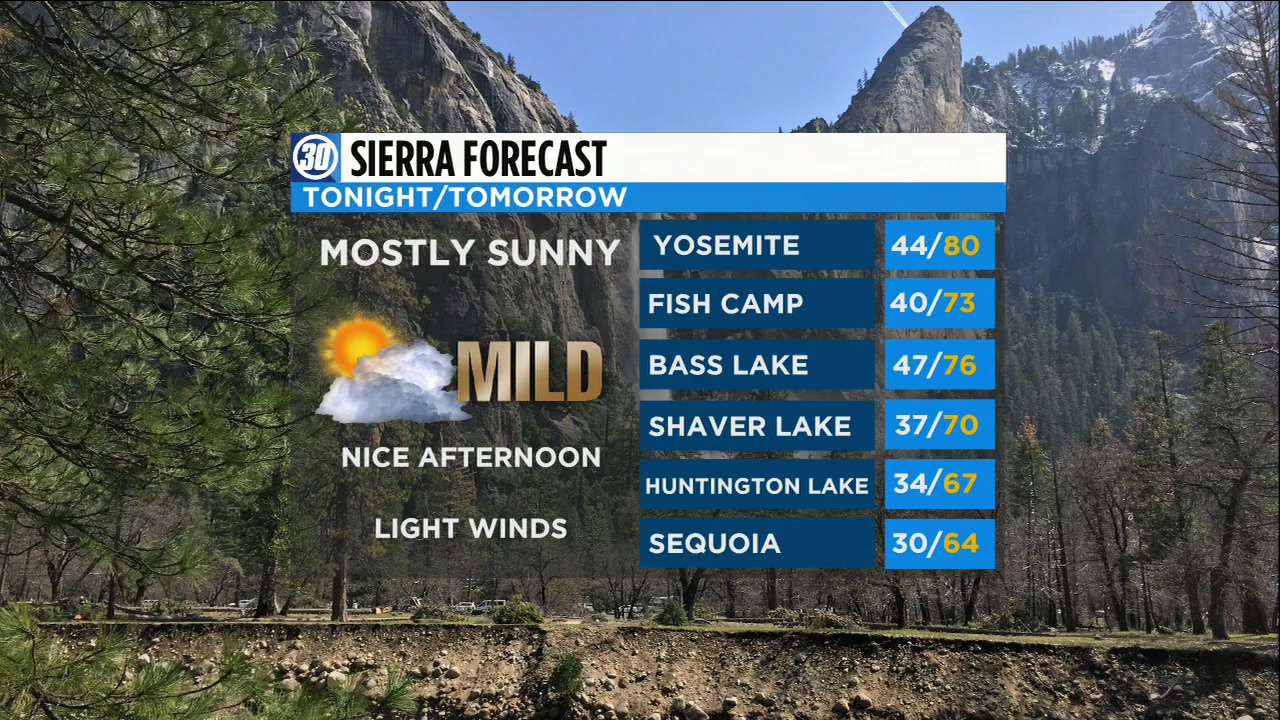 30 SIERRA FORECAST
TONIGHT/TOMORROW
MOSTLY SUNNY
MILD
NICE AFTERNOON
LIGHT WINDS
YOSEMITE 44/80
FISH CAMP 40/73
BASS LAKE 47/76
SHAVER LAKE 37/70
HUNTINGTON LAKE 34/67
SEQUOIA 30/64